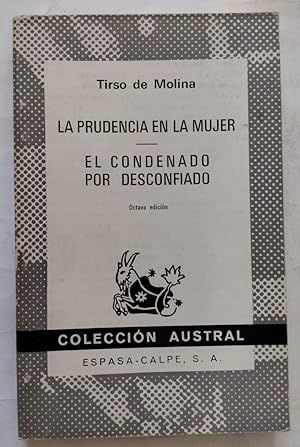 Tirso de Molina
LA PRUDENCIA EN LA MUJER
EL CONDENADO
POR DESCONFIADO
Octava edición
COLECCIÓN AUSTRAL
ESPASA-CALPE, S. A.